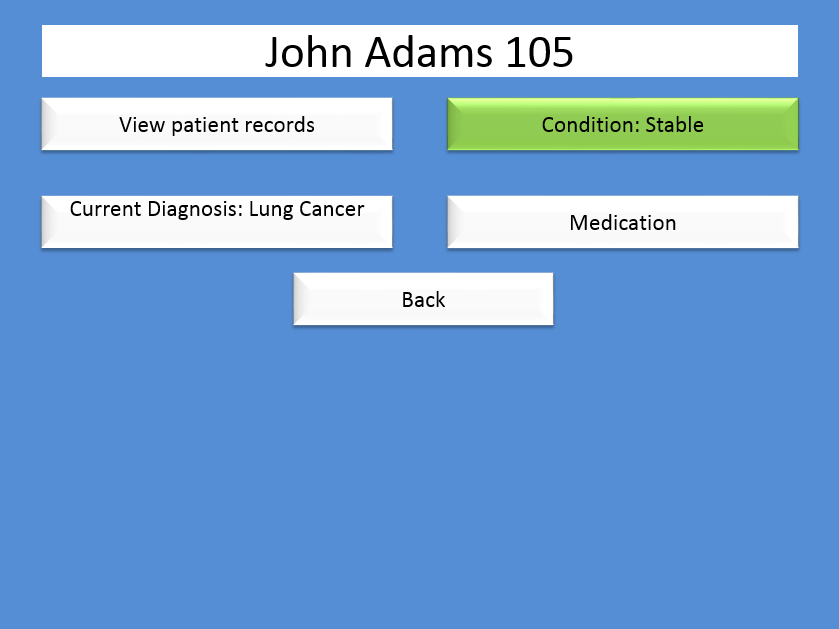 John Adams 105
View patient records
Condition: Stable
Current Diagnosis: Lung Cancer
Medication
Back